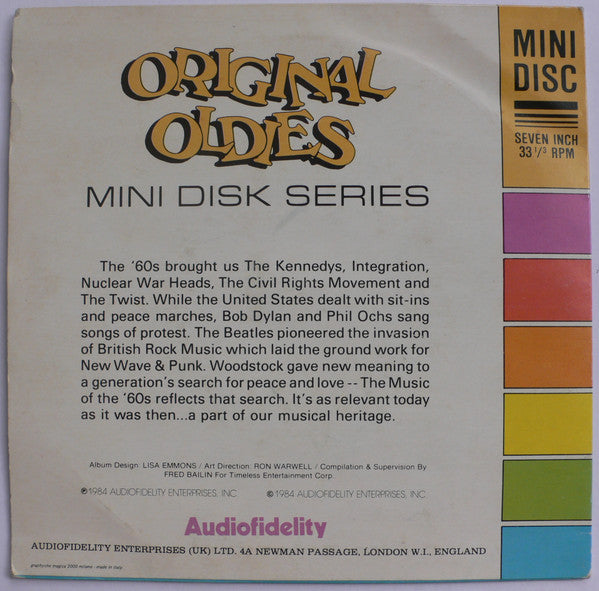 ORIGINAL
OLDIES
MINI DISK SERIES
MINI
DISC
SEVEN INCH
33 1/3 RPM
The '60s brought us The Kennedys, Integration,
Nuclear War Heads, The Civil Rights Movement and
The Twist. While the United States dealt with sit-ins
and peace marches, Bob Dylan and Phil Ochs sang
songs of protest. The Beatles pioneered the invasion
of British Rock Music which laid the ground work for
New Wave & Punk. Woodstock gave new meaning to
a generation's search for peace and love -- The Music
of the '60s reflects that search. It's as relevant today
as it was then...a part of our musical heritage.
Album Design: LISA EMMONS / Art Direction: RON WARWELL / Compilation & Supervision By
FRED BAILIN For Timeless Entertainment Corp.
℗1984 AUDIOFIDELITY ENTERPRISES, INC. ©1984 AUDIOFIDELITY ENTERPRISES, INC.
Audiofidelity
AUDIOFIDELITY ENTERPRISES (UK) LTD. 4A NEWMAN PASSAGE, LONDON W.I., ENGLAND
grafiche magica 2000 milano - made in italy